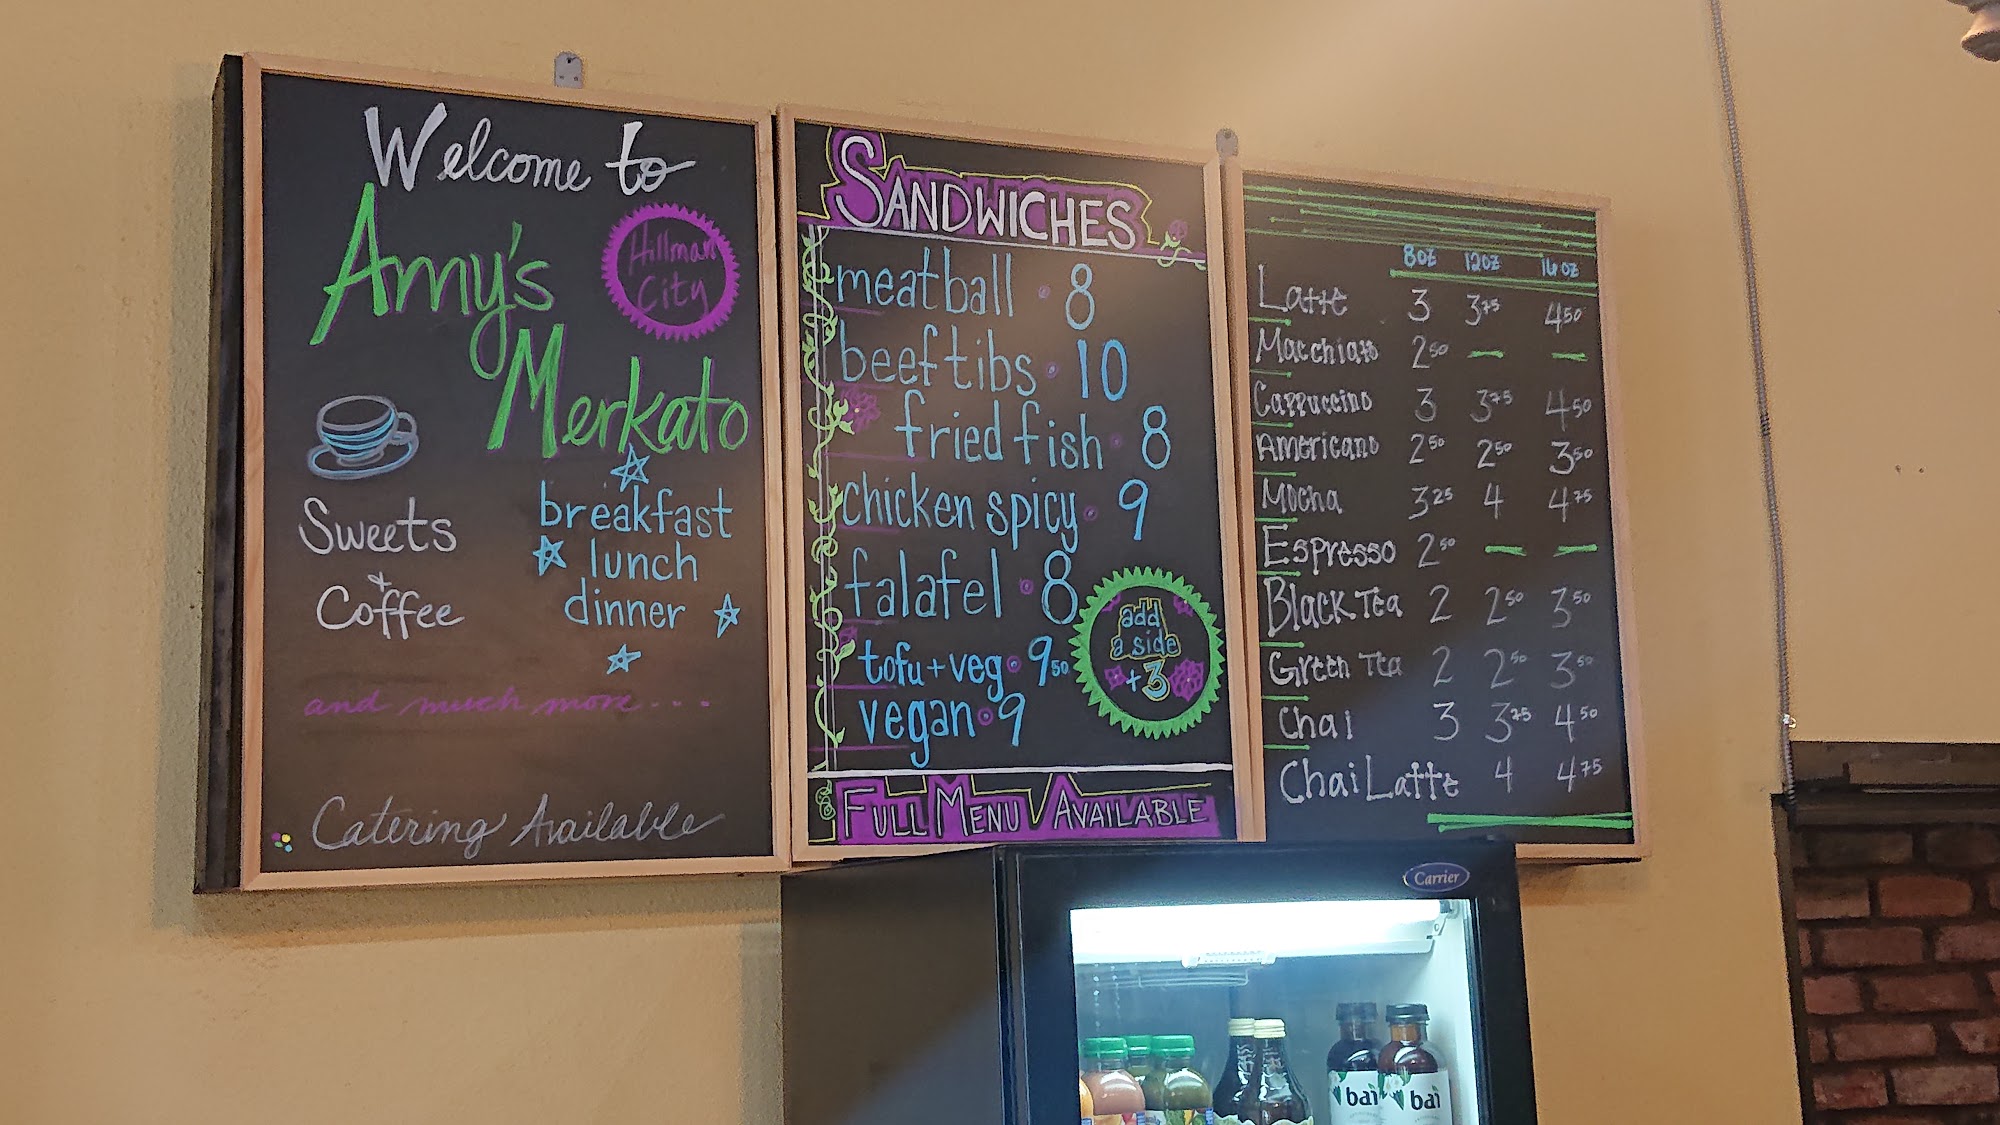 Welcome to
Amy's
Merkato
Hillman
City
Sweets
&
Coffee
breakfast
lunch
dinner
and much more...
Catering Available
SANDWICHES
meatball • 8
beef tibs • 10
fried fish • 8
chicken spicy • 9
falafel • 8
tofu + veg • 9 50
vegan • 9
add
a side
+3
FULL MENU AVAILABLE
8oz 12oz 16oz
Latte 3 3 75 4 50
Macchiato 2 50 — —
Cappuccino 3 3 75 4 50
Americano 2 50 2 50 3 50
Mocha 3 25 4 4 75
Espresso 2 50 — —
Black Tea 2 2 50 3 50
Green Tea 2 2 50 3 50
Chai 3 3 75 4 50
Chai Latte 4 4 75
Carrier
bai
bai